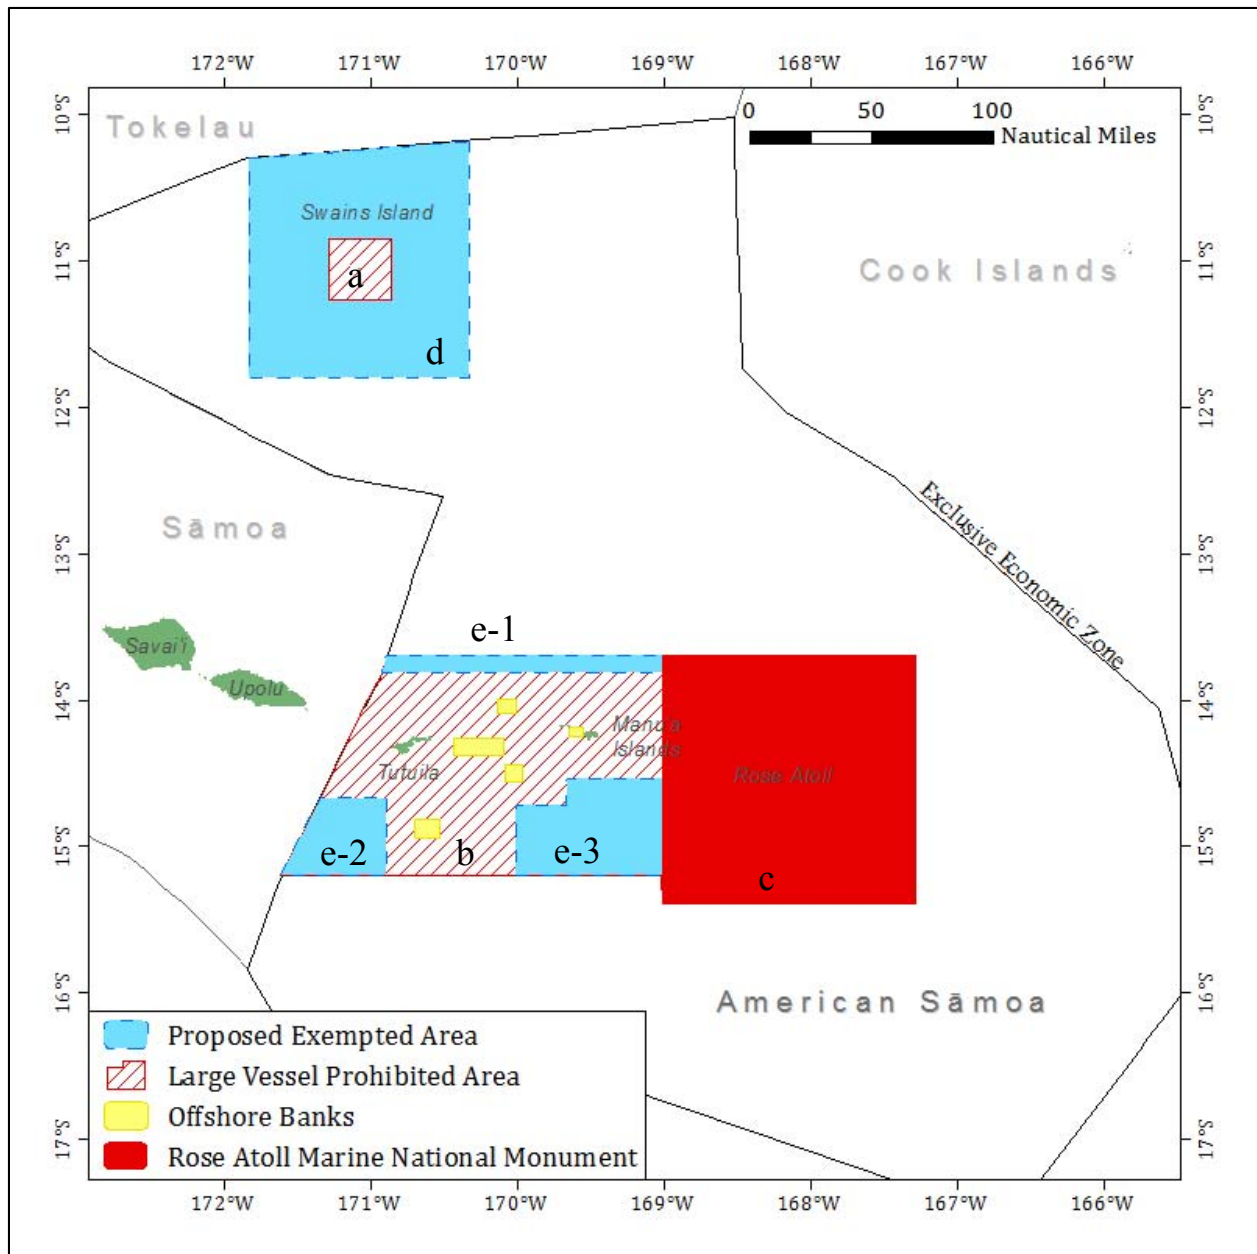 172°W 171°W 170°W 169°W 168°W 167°W 166°W
10°S 10°S
Tokelau
0 50 100
Nautical Miles
Swains Island
a
11°S 11°S
Cook Islands
d
12°S 12°S
Exclusive Economic Zone
Sāmoa
13°S 13°S
e-1
Savai'i
Upolu
14°S 14°S
Manu'a
Islands
Tutuila
Rose Atoll
15°S 15°S
e-2 b e-3
c
16°S 16°S
American Sāmoa
Proposed Exempted Area
Large Vessel Prohibited Area
Offshore Banks
17°S 17°S
Rose Atoll Marine National Monument
172°W 171°W 170°W 169°W 168°W 167°W 166°W